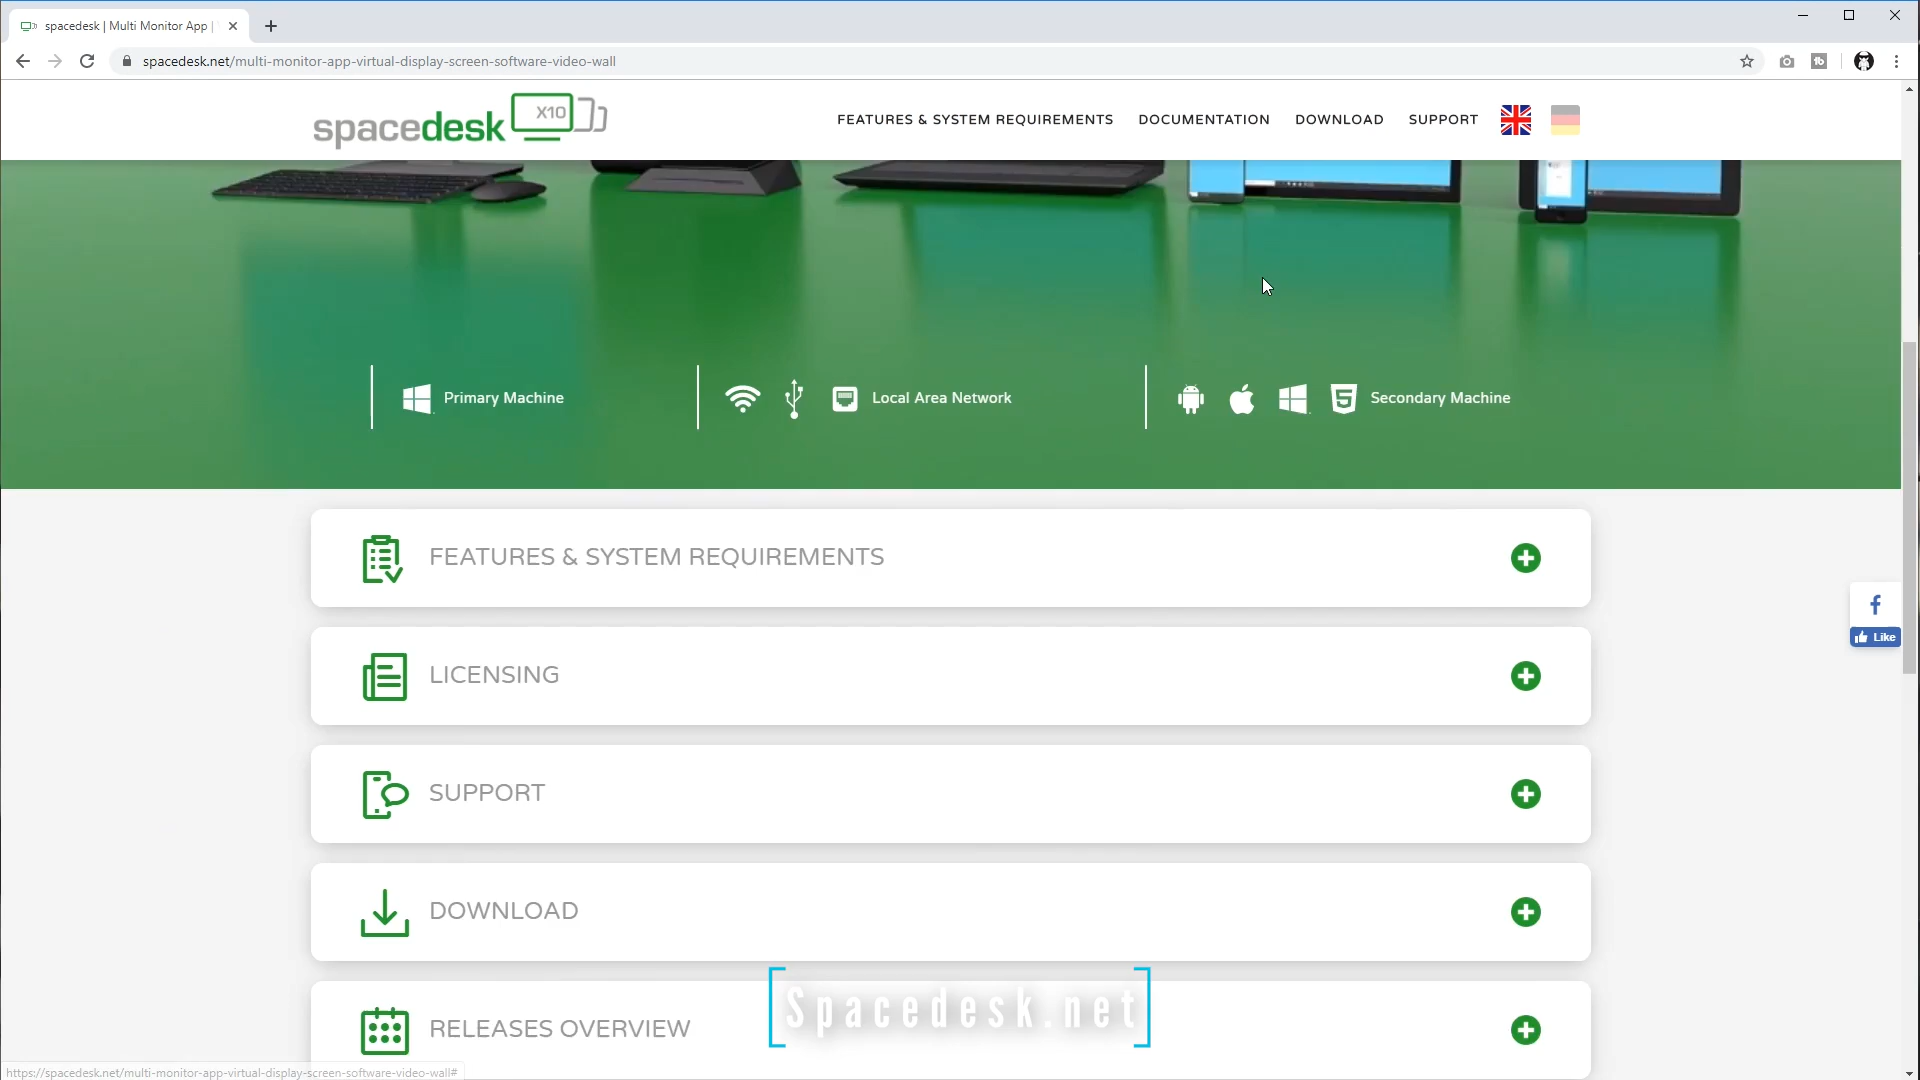 spacedesk | Multi Monitor App |
spacedesk.net/multi-monitor-app-virtual-display-screen-software-video-wall
spacedesk X10
FEATURES & SYSTEM REQUIREMENTS DOCUMENTATION DOWNLOAD SUPPORT
Primary Machine Local Area Network Secondary Machine
FEATURES & SYSTEM REQUIREMENTS
LICENSING
Like
SUPPORT
DOWNLOAD
RELEASES OVERVIEW
Spacedesk.net
https://spacedesk.net/multi-monitor-app-virtual-display-screen-software-video-wall#